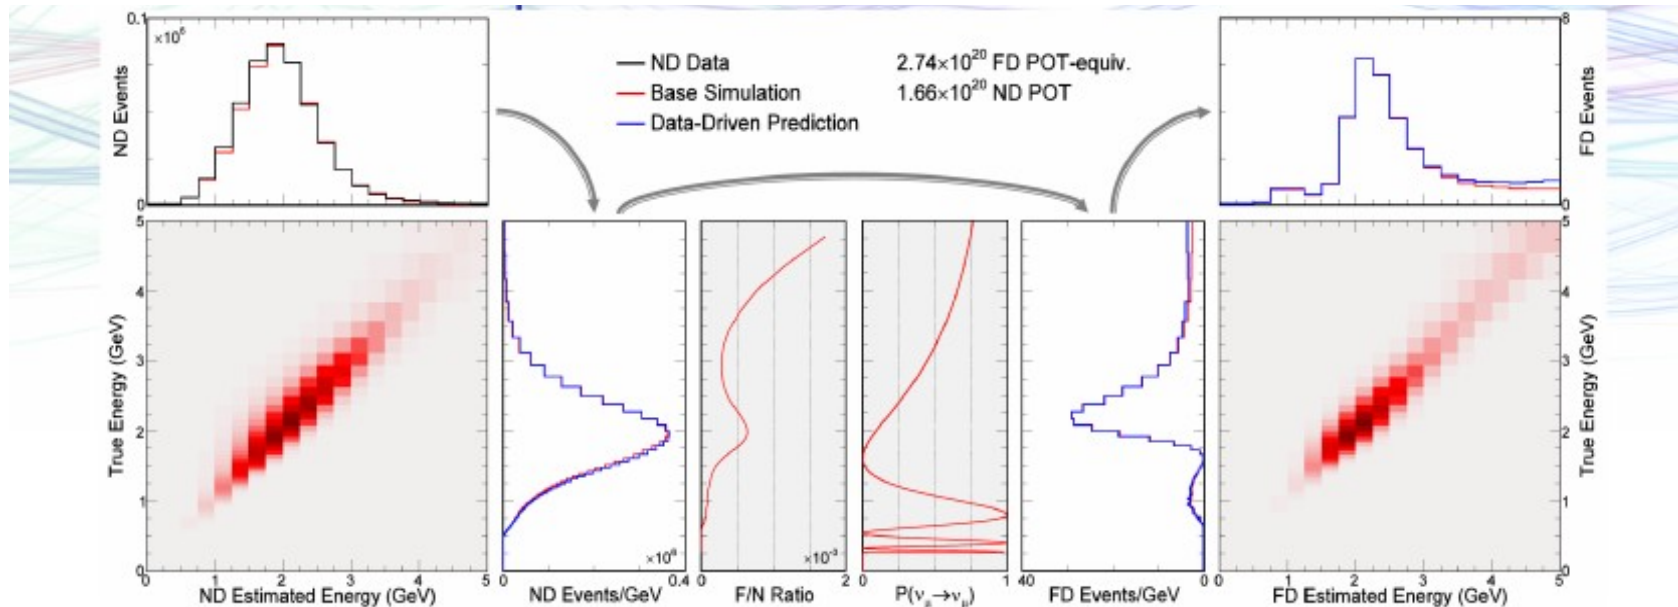 0.1
×10⁶
ND Events
0
ND Data
Base Simulation
Data-Driven Prediction
2.74×10²⁰ FD POT-equiv.
1.66×10²⁰ ND POT
8
FD Events
0
True Energy (GeV)
5
4
3
2
1
0
0 1 2 3 4 5
ND Estimated Energy (GeV)
×10⁶
0 0.4
ND Events/GeV
×10⁻³
0 2
F/N Ratio
0 1
P(νμ→νμ)
40 0
FD Events/GeV
5
4
3
2
1
0
True Energy (GeV)
0 1 2 3 4 5
FD Estimated Energy (GeV)